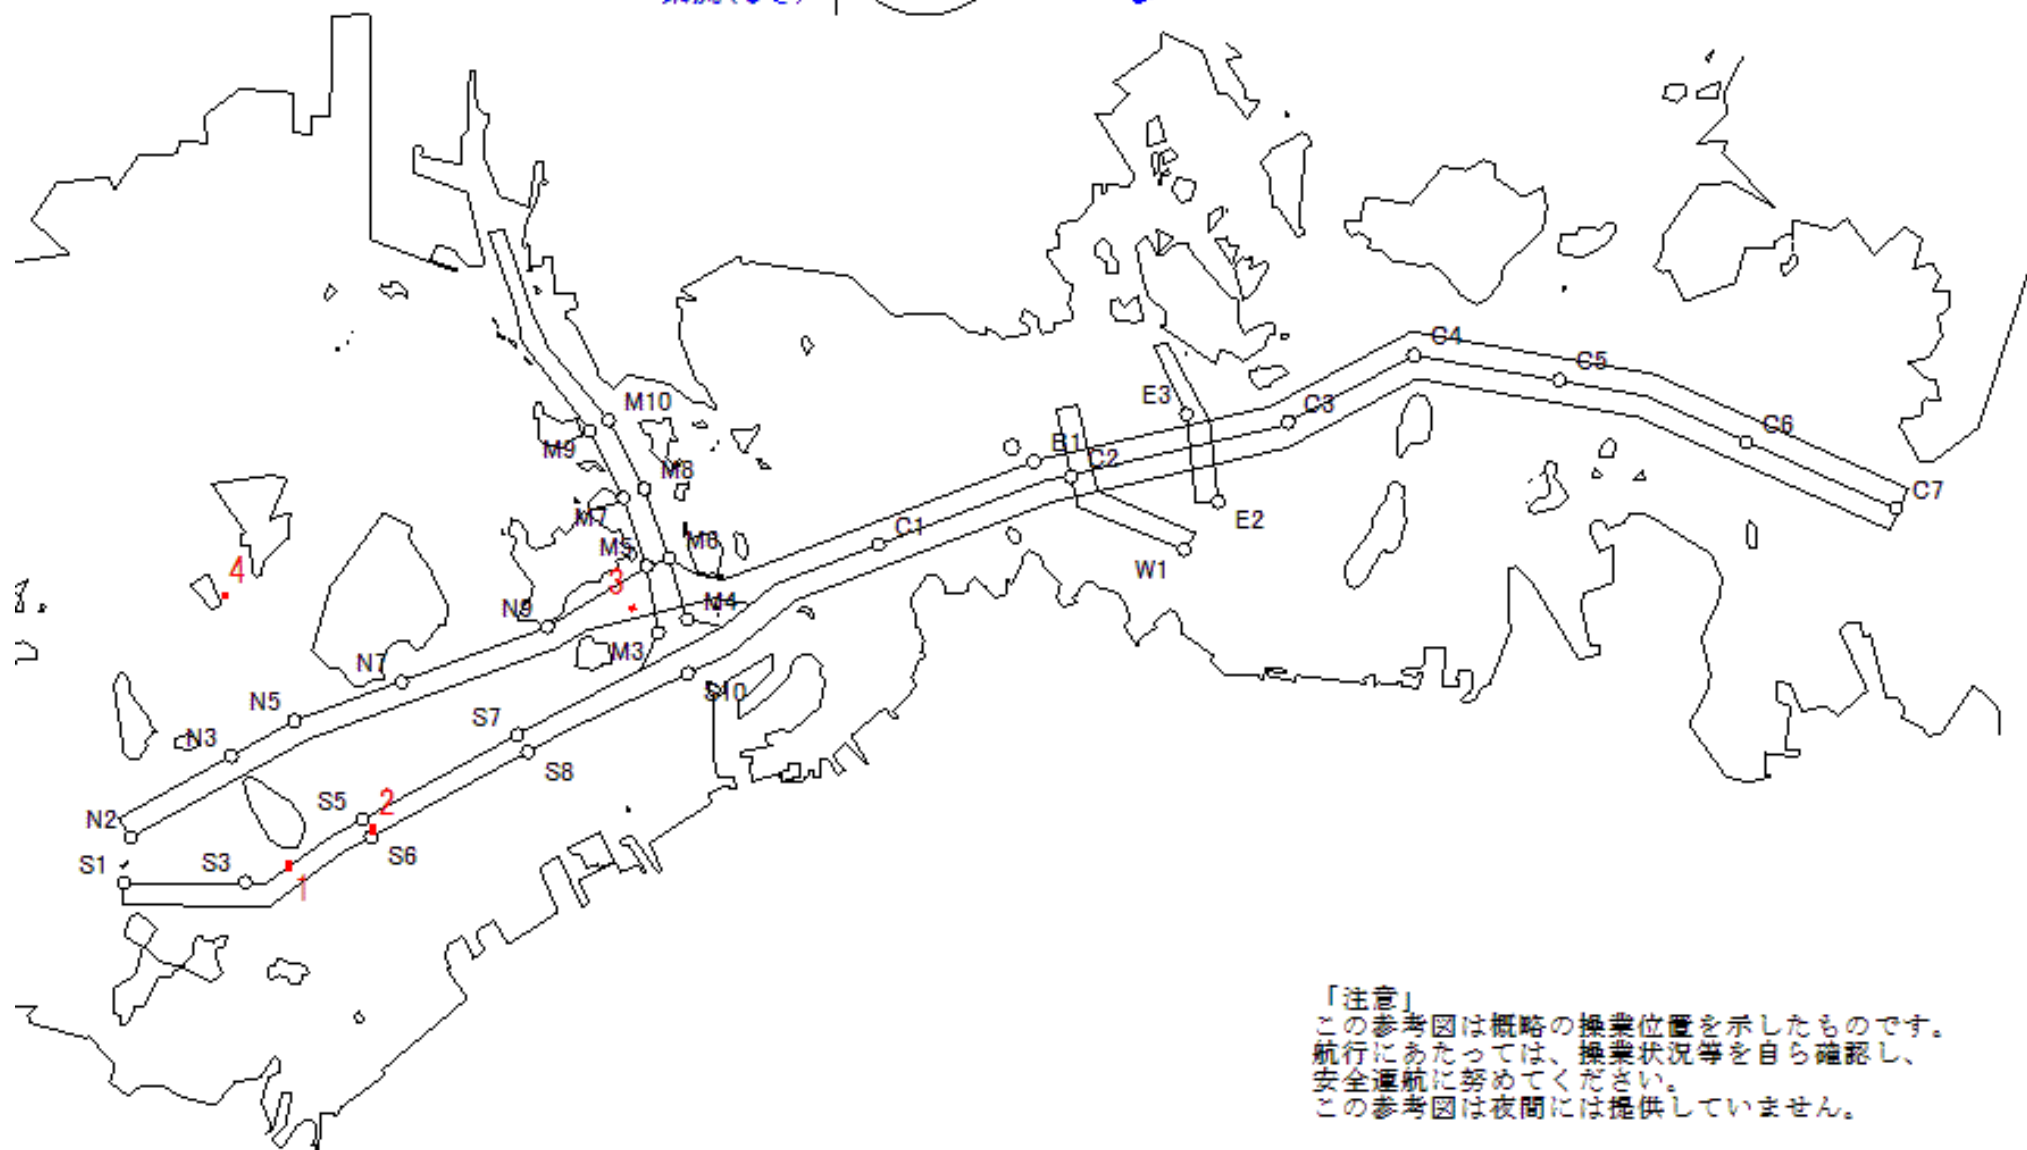 C4
C5
M10
E3
C3
C6
M9
B1
C2
M8
C7
M7
E2
C1
M5
M6
W1
4
3
N9
M4
M3
N7
S10
N5
S7
N3
S8
S5
2
N2
S6
S1
S3
1
「注意」
この参考図は概略の操業位置を示したものです。
航行にあたっては、操業状況等を自ら確認し、
安全運航に努めてください。
この参考図は夜間には提供していません。